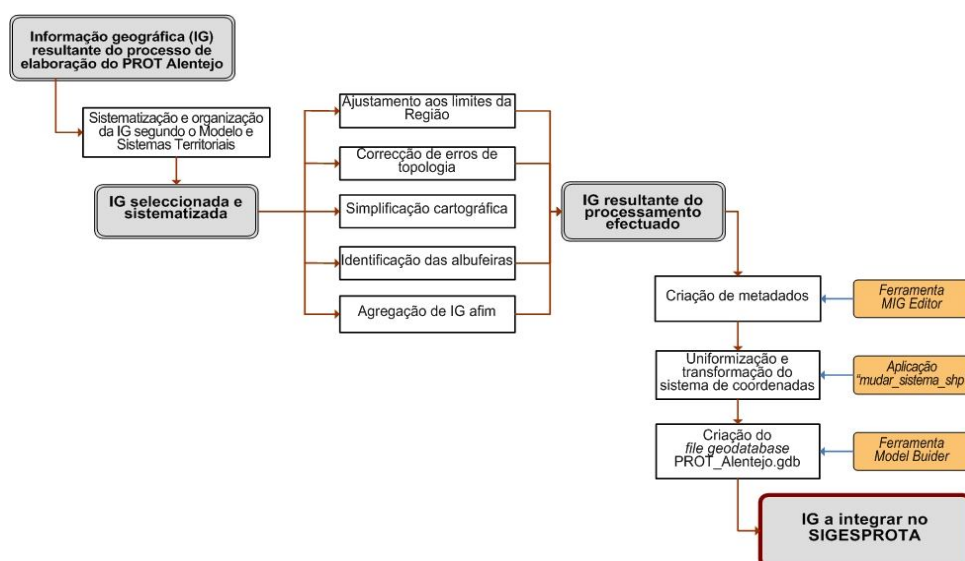 Informação geográfica (IG)
resultante do processo de
elaboração do PROT Alentejo
Sistematização e organização
da IG segundo o Modelo e
Sistemas Territoriais
IG seleccionada e
sistematizada
Ajustamento aos limites da
Região
Correcção de erros de
topologia
Simplificação cartográfica
Identificação das albufeiras
Agregação de IG afim
IG resultante do
processamento
efectuado
Criação de metadados
Ferramenta
MIG Editor
Uniformização e
transformação do
sistema de coordenadas
Aplicação
"mudar_sistema_shp
Criação do
file geodatabase
PROT_Alentejo.gdb
Ferramenta
Model Buider
IG a integrar no
SIGESPROTA